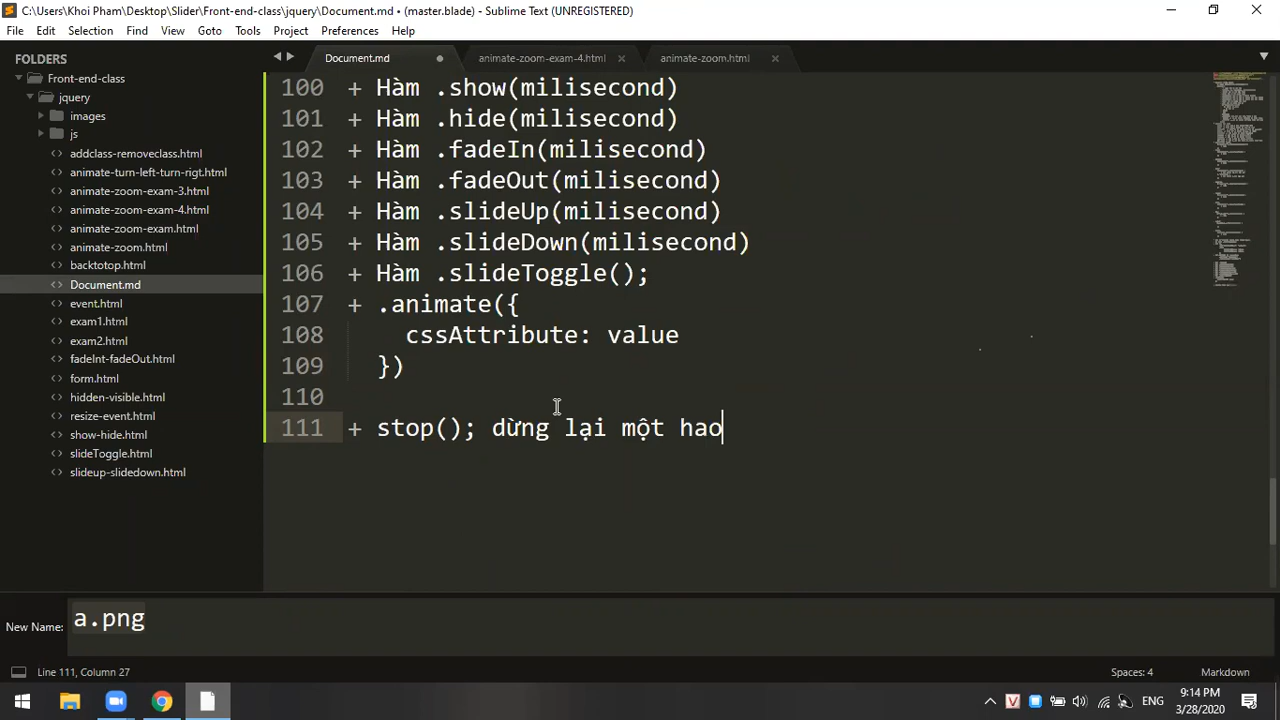 C:\Users\Khoi Pham\Desktop\Slider\Front-end-class\jquery\Document.md • (master.blade) - Sublime Text (UNREGISTERED)
File Edit Selection Find View Goto Tools Project Preferences Help
FOLDERS
Front-end-class
jquery
images
js
addclass-removeclass.html
animate-turn-left-turn-rigt.html
animate-zoom-exam-3.html
animate-zoom-exam-4.html
animate-zoom-exam.html
animate-zoom.html
backtotop.html
Document.md
event.html
exam1.html
exam2.html
fadeInt-fadeOut.html
form.html
hidden-visible.html
resize-event.html
show-hide.html
slideToggle.html
slideup-slidedown.html
Document.md animate-zoom-exam-4.html animate-zoom.html
100 + Hàm .show(milisecond)
101 + Hàm .hide(milisecond)
102 + Hàm .fadeIn(milisecond)
103 + Hàm .fadeOut(milisecond)
104 + Hàm .slideUp(milisecond)
105 + Hàm .slideDown(milisecond)
106 + Hàm .slideToggle();
107 + .animate({
108 cssAttribute: value
109 })
110
111 + stop(); dừng lại một hao
New Name: a.png
Line 111, Column 27 Spaces: 4 Markdown
ENG
9:14 PM
3/28/2020